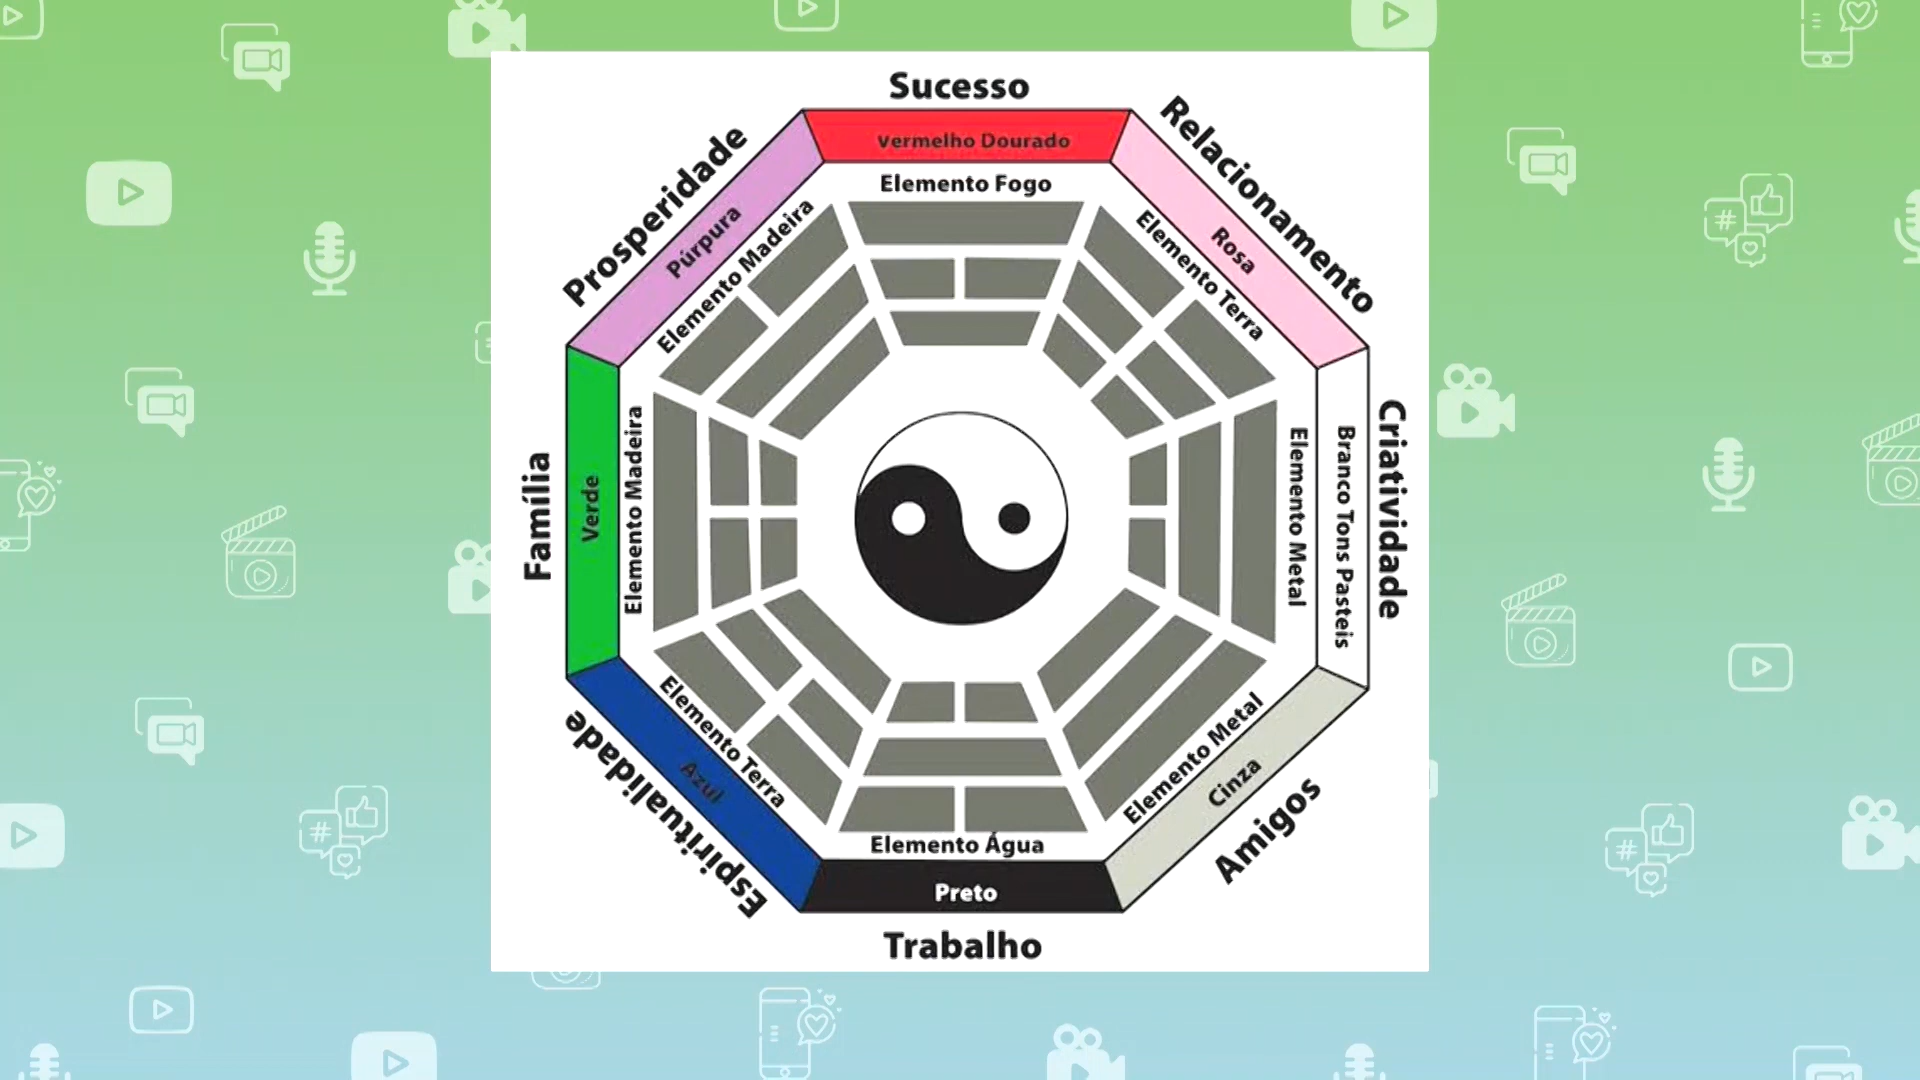 Sucesso
Vermelho Dourado
Elemento Fogo
Relacionamento
Rosa
Elemento Terra
Criatividade
Branco Tons Pasteis
Elemento Metal
Amigos
Cinza
Elemento Metal
Elemento Água
Preto
Trabalho
Espiritualidade
Azul
Elemento Terra
Família
Verde
Elemento Madeira
Prosperidade
Púrpura
Elemento Madeira
#
#
#